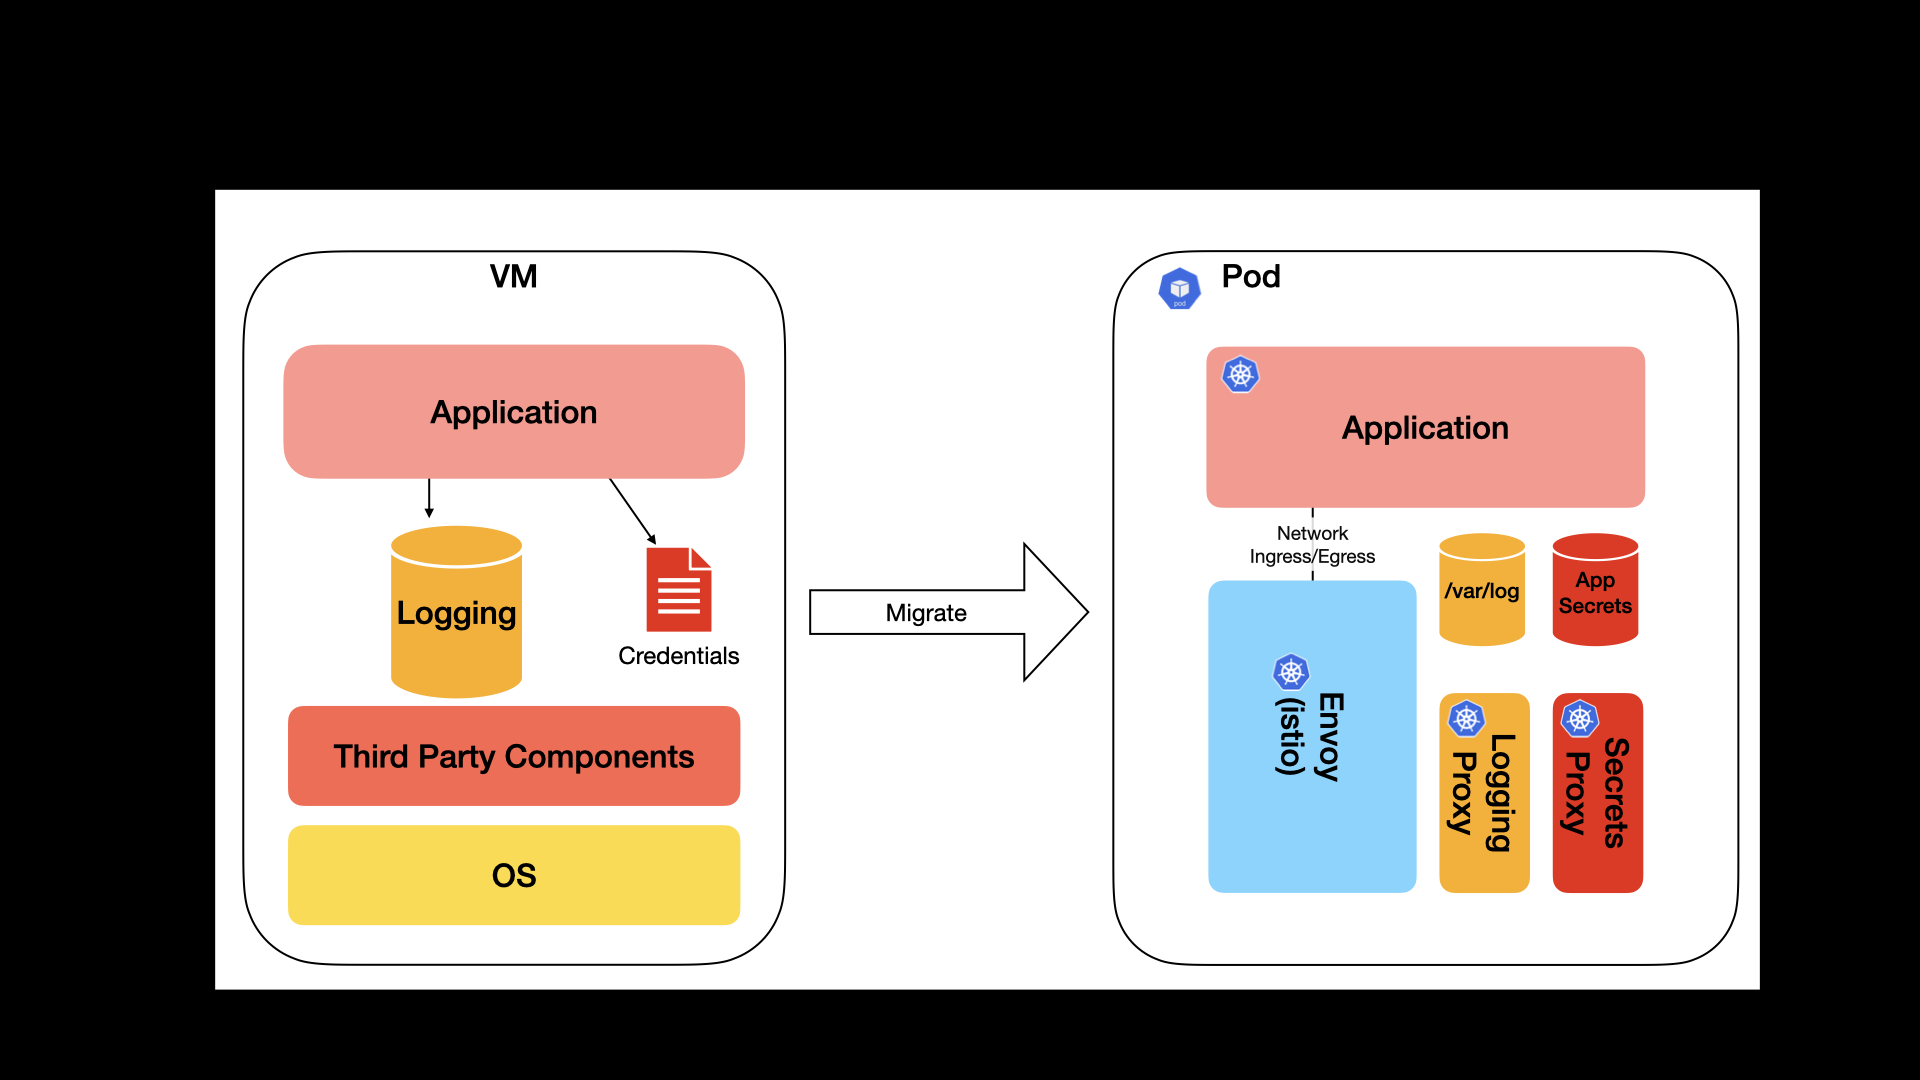 VM
Application
Logging
Credentials
Third Party Components
OS
Migrate
pod
Pod
Application
Network
Ingress/Egress
/var/log
App
Secrets
Envoy
(istio)
Logging
Proxy
Secrets
Proxy